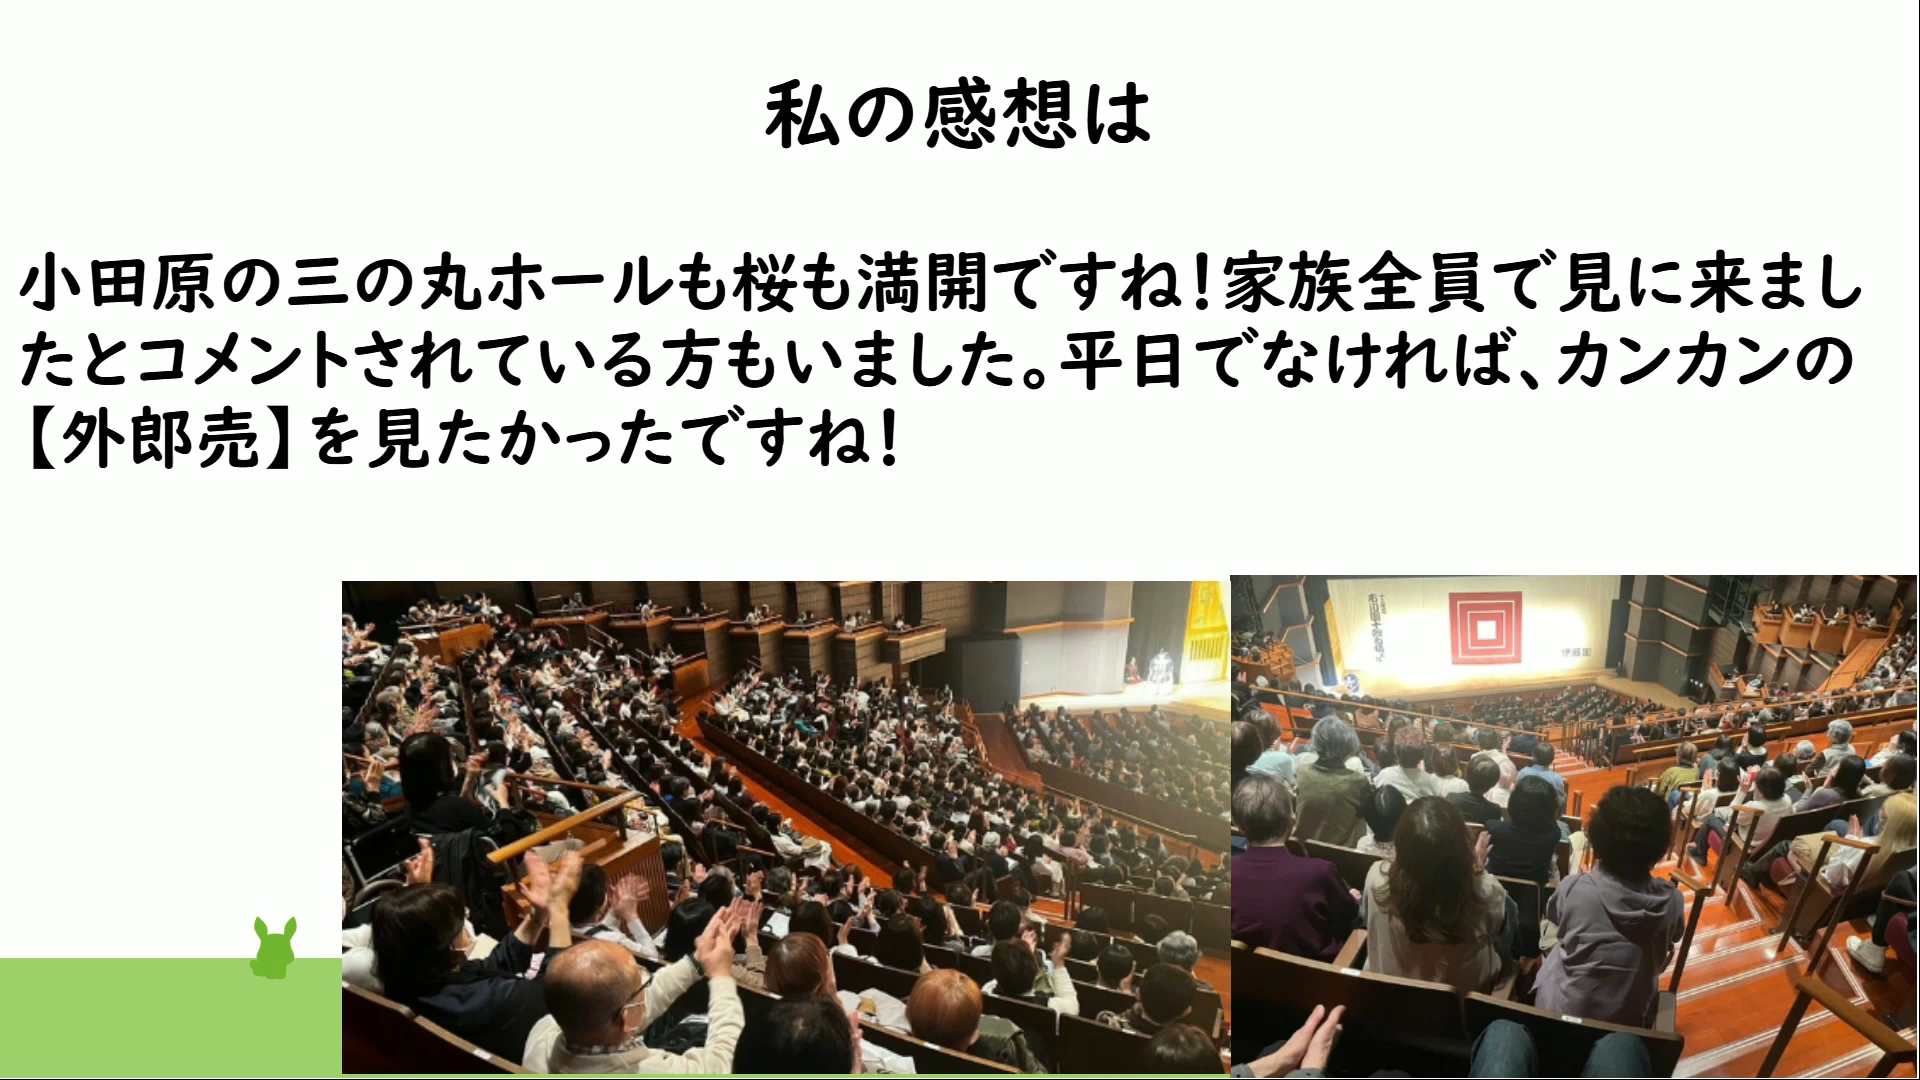 私の感想は
小田原の三の丸ホールも桜も満開ですね！家族全員で見に来まし
たとコメントされている方もいました。平日でなければ、カンカンの
【外郎売】を見たかったですね！
伊藤園